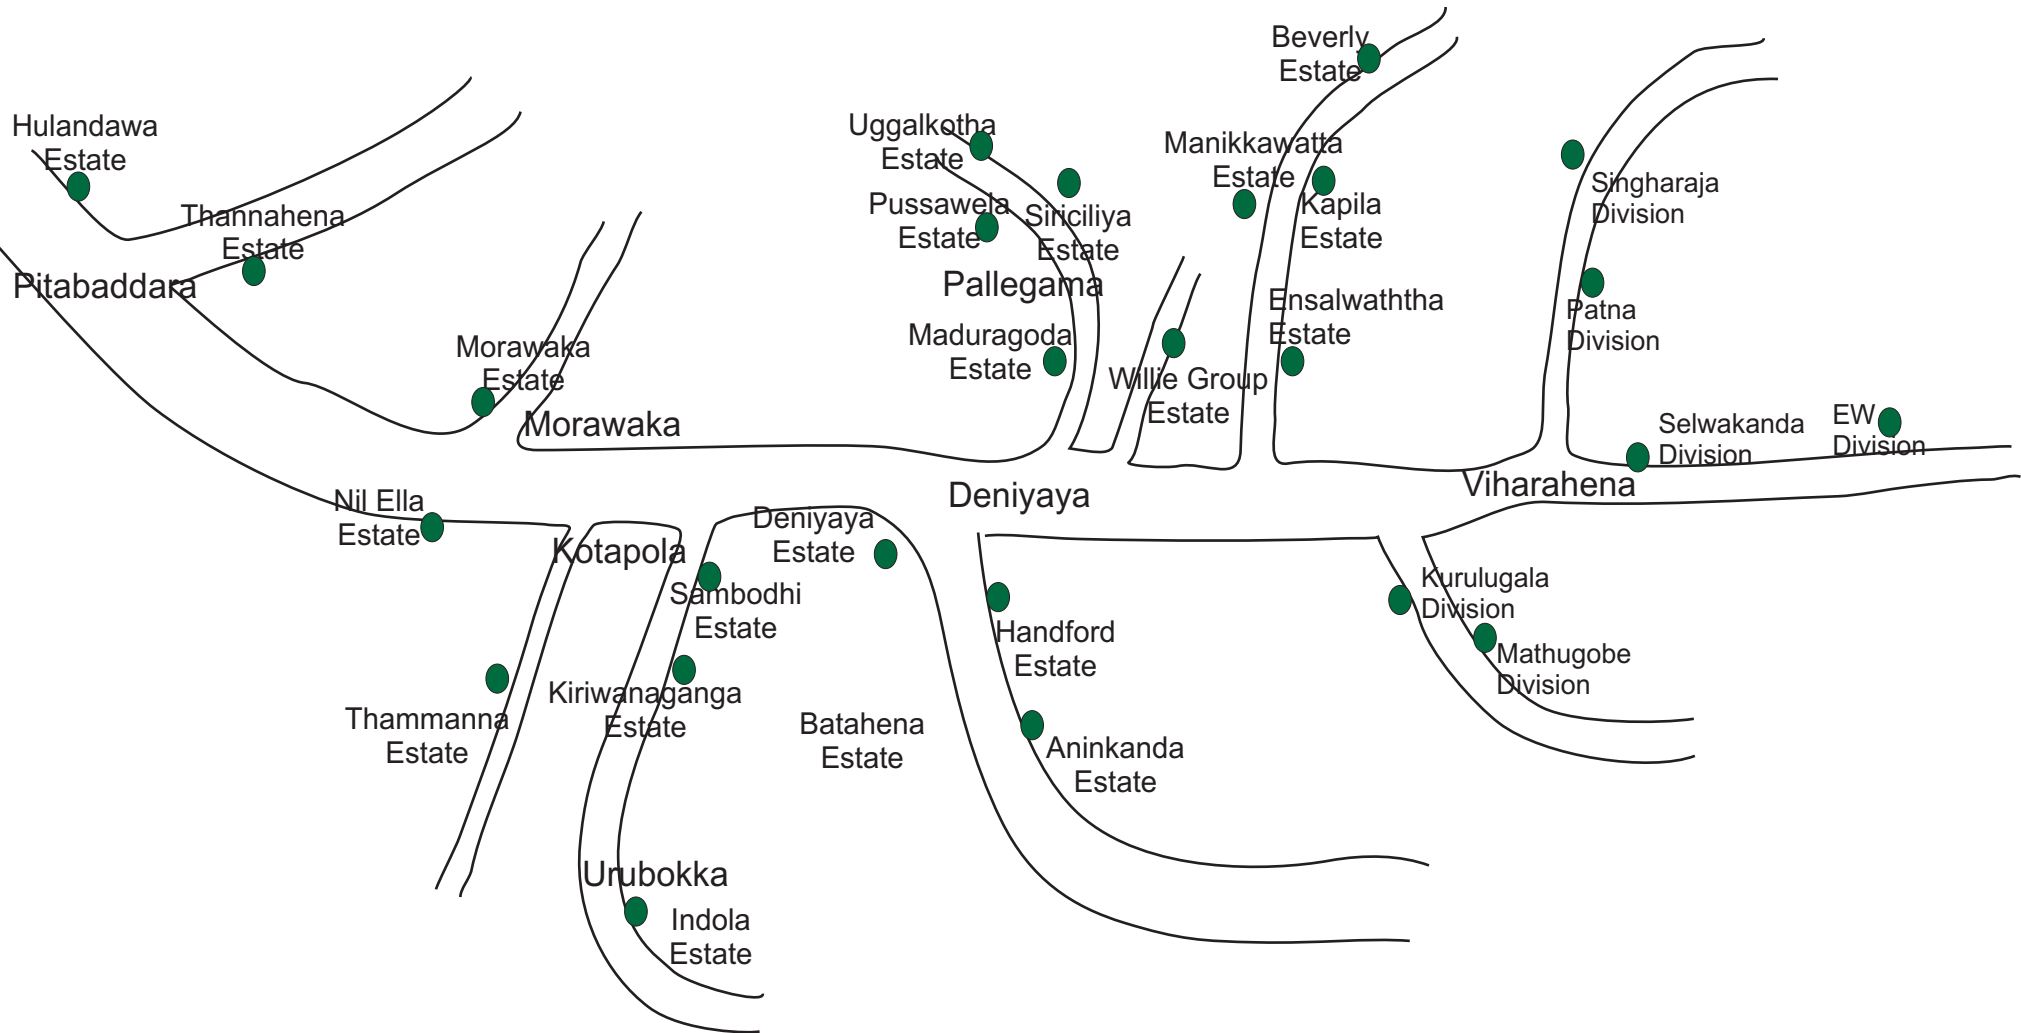 Beverly
Estate
Hulandawa
Estate
Uggalkotha
Estate
Manikkawatta
Estate
Singharaja
Division
Thannahena
Estate
Pussawela
Estate
Siriciliya
Estate
Kapila
Estate
Pitabaddara
Pallegama
Ensalwaththa
Estate
Patna
Division
Morawaka
Estate
Maduragoda
Estate
Willie Group
Estate
Morawaka
Selwakanda
Division
EW
Division
Nil Ella
Estate
Deniyaya
Viharahena
Deniyaya
Estate
Kotapola
Sambodhi
Estate
Kurulugala
Division
Handford
Estate
Mathugobe
Division
Kiriwanaganga
Estate
Thammanna
Estate
Batahena
Estate
Aninkanda
Estate
Urubokka
Indola
Estate